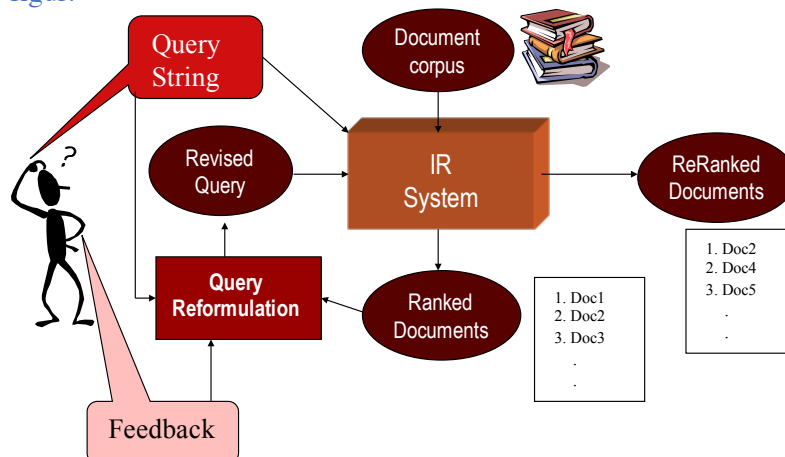 Query
String
Document
corpus
?
Revised
Query
IR
System
ReRanked
Documents
Query
Reformulation
Ranked
Documents
1. Doc1
2. Doc2
3. Doc3
.
.
1. Doc2
2. Doc4
3. Doc5
.
.
Feedback